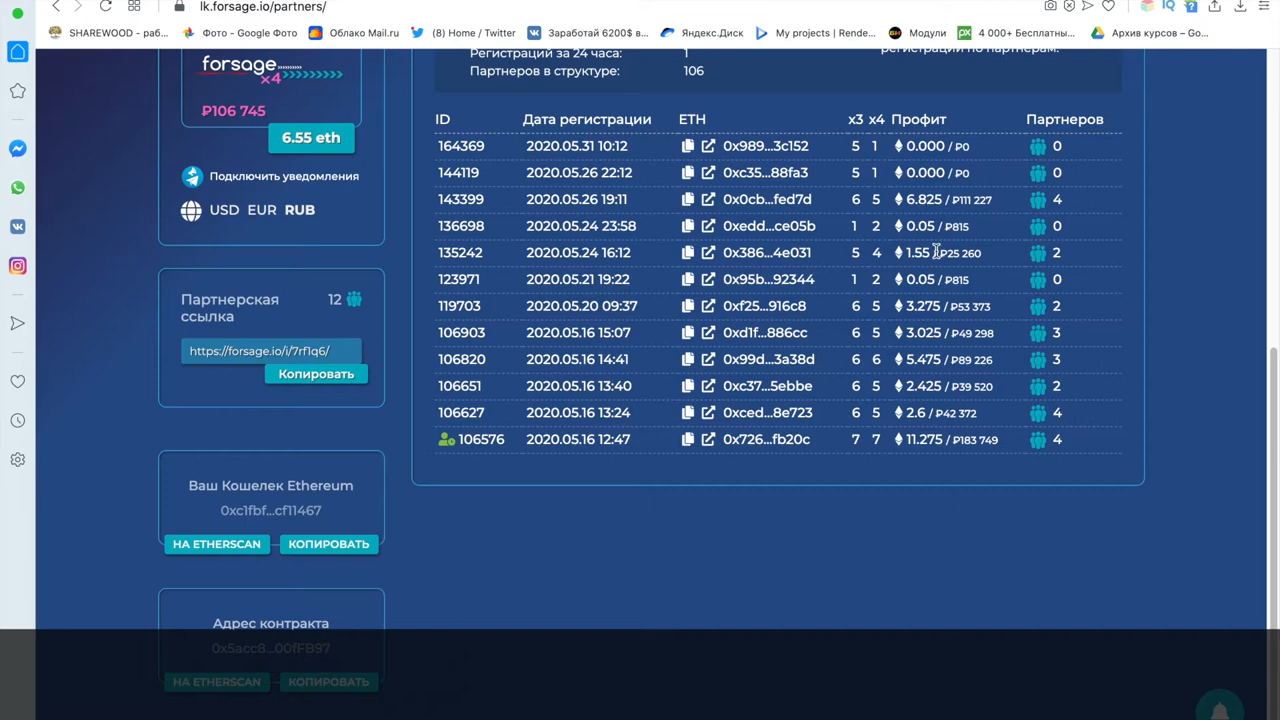 lk.forsage.io/partners/
SHAREWOOD - раб...
Фото - Google Фото
Облако Mail.ru
(8) Home / Twitter
Заработай 6200$ в...
Яндекс.Диск
My projects | Rende...
Модули
4 000+ Бесплатны...
Архив курсов – G...
forsage
x4
₽106 745
6.55 eth
Подключить уведомления
USD EUR RUB
Партнерская ссылка 12
https://forsage.io/i/7rf1q6/
Копировать
Ваш Кошелек Ethereum
0xc1fbf...cf11467
НА ETHERSCAN КОПИРОВАТЬ
Адрес контракта
0x5acc8...00fFB97
НА ETHERSCAN КОПИРОВАТЬ
Регистраций за 24 часа: 1
регистрации по партнерам.
Партнеров в структуре: 106
ID Дата регистрации ETH x3 x4 Профит Партнеров
164369 2020.05.31 10:12 0x989...3c152 5 1 0.000 / ₽0 0
144119 2020.05.26 22:12 0xc35...88fa3 5 1 0.000 / ₽0 0
143399 2020.05.26 19:11 0x0cb...fed7d 6 5 6.825 / ₽111 227 4
136698 2020.05.24 23:58 0xedd...ce05b 1 2 0.05 / ₽815 0
135242 2020.05.24 16:12 0x386...4e031 5 4 1.55 / ₽25 260 2
123971 2020.05.21 19:22 0x95b...92344 1 2 0.05 / ₽815 0
119703 2020.05.20 09:37 0xf25...916c8 6 5 3.275 / ₽53 373 2
106903 2020.05.16 15:07 0xd1f...886cc 6 5 3.025 / ₽49 298 3
106820 2020.05.16 14:41 0x99d...3a38d 6 6 5.475 / ₽89 226 3
106651 2020.05.16 13:40 0xc37...5ebbe 6 5 2.425 / ₽39 520 2
106627 2020.05.16 13:24 0xced...8e723 6 5 2.6 / ₽42 372 4
106576 2020.05.16 12:47 0x726...fb20c 7 7 11.275 / ₽183 749 4